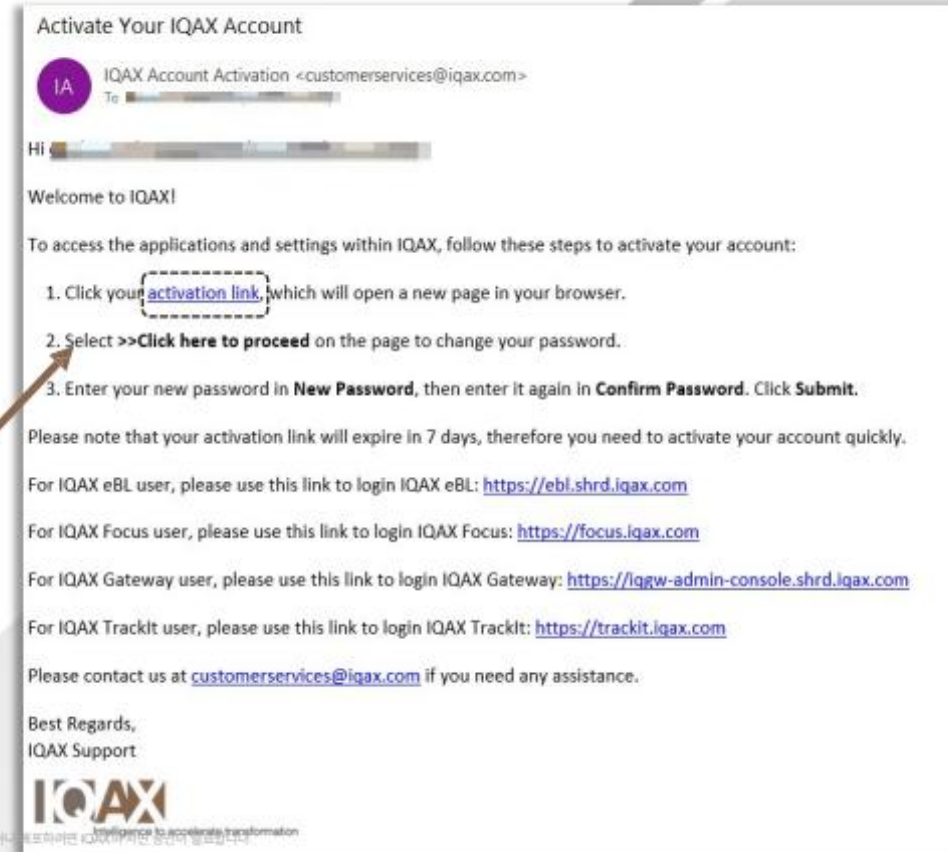 Activate Your IQAX Account
IA
IQAX Account Activation <customerservices@iqax.com>
To
Hi
Welcome to IQAX!
To access the applications and settings within IQAX, follow these steps to activate your account:
1. Click your activation link, which will open a new page in your browser.
2. Select >>Click here to proceed on the page to change your password.
3. Enter your new password in New Password, then enter it again in Confirm Password. Click Submit.
Please note that your activation link will expire in 7 days, therefore you need to activate your account quickly.
For IQAX eBL user, please use this link to login IQAX eBL: https://ebl.shrd.iqax.com
For IQAX Focus user, please use this link to login IQAX Focus: https://focus.iqax.com
For IQAX Gateway user, please use this link to login IQAX Gateway: https://iqgw-admin-console.shrd.iqax.com
For IQAX TrackIt user, please use this link to login IQAX TrackIt: https://trackit.iqax.com
Please contact us at customerservices@iqax.com if you need any assistance.
Best Regards,
IQAX Support
IQAX
Intelligence to accelerate transformation